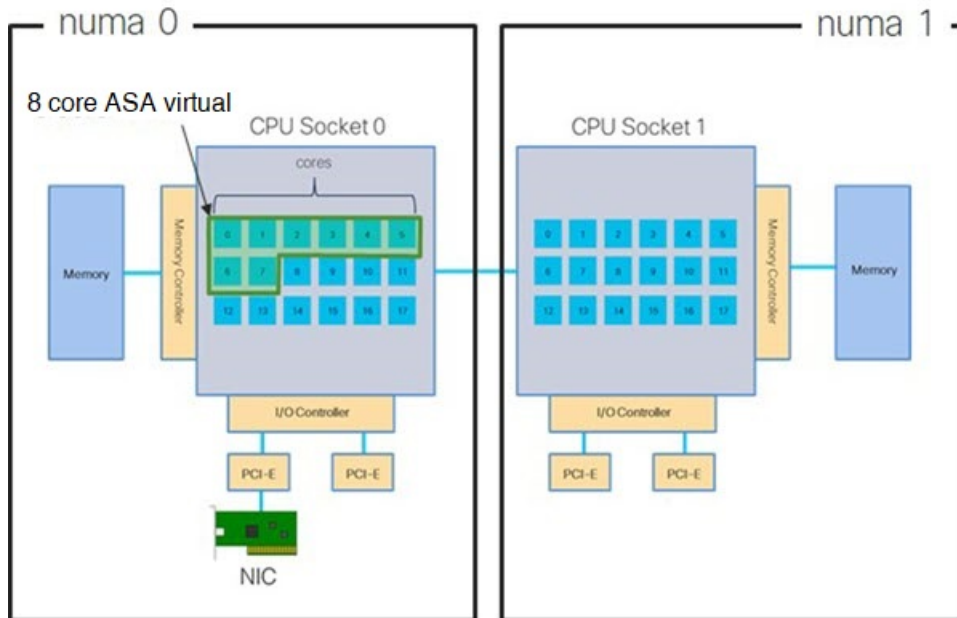 numa 0
numa 1
8 core ASA virtual
CPU Socket 0
CPU Socket 1
cores
Memory
Memory Controller
0 1 2 3 4 5
6 7 8 9 10 11
12 13 14 15 16 17
0 1 2 3 4 5
6 7 8 9 10 11
12 13 14 15 16 17
Memory Controller
Memory
I/O Controller
I/O Controller
PCI-E
PCI-E
PCI-E
PCI-E
NIC